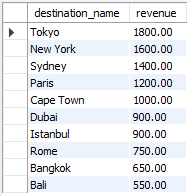 destination_name revenue
Tokyo 1800.00
New York 1600.00
Sydney 1400.00
Paris 1200.00
Cape Town 1000.00
Dubai 900.00
Istanbul 900.00
Rome 750.00
Bangkok 650.00
Bali 550.00